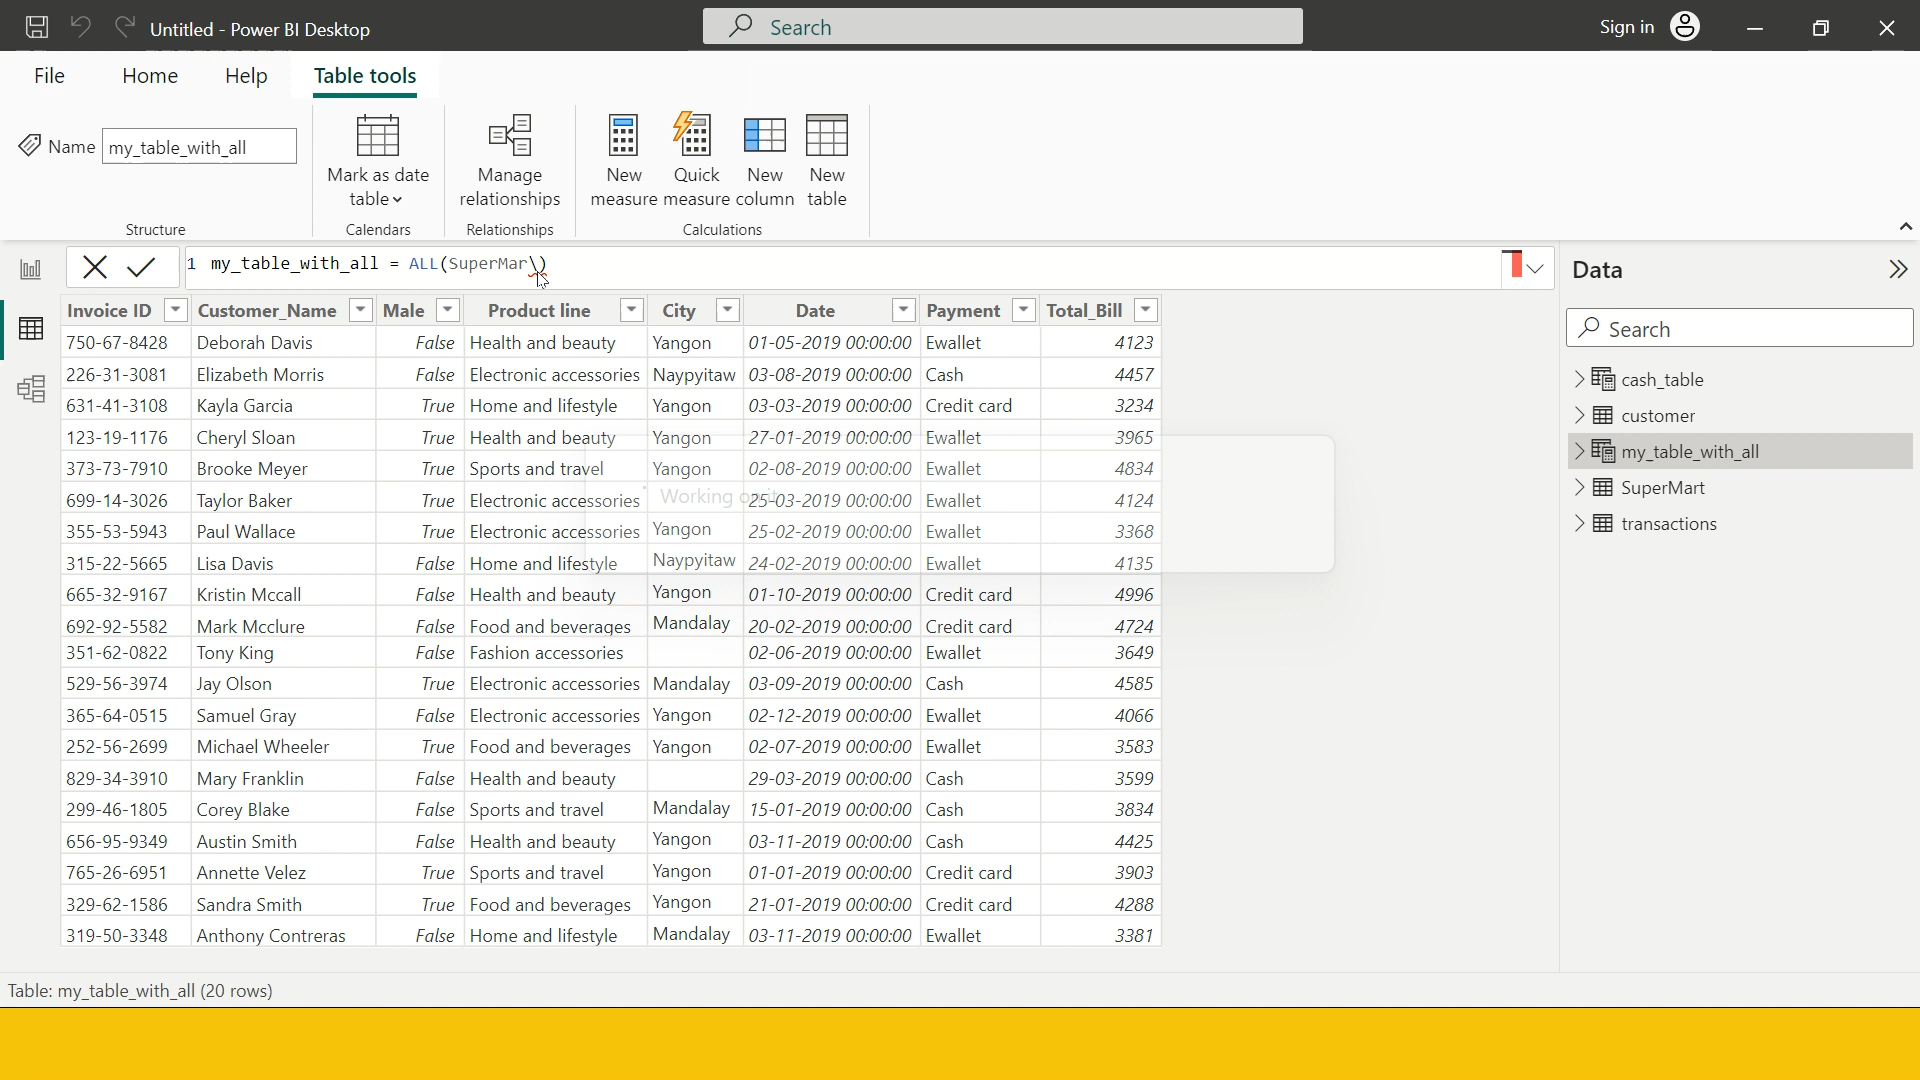 Untitled - Power BI Desktop
Search
Sign in
File Home Help Table tools
Name my_table_with_all
Mark as date table
Manage relationships
New measure
Quick measure
New column
New table
Structure Calendars Relationships Calculations
1 my_table_with_all = ALL(SuperMar\)
Data
Search
cash_table
customer
my_table_with_all
SuperMart
transactions
Invoice ID Customer_Name Male Product line City Date Payment Total_Bill
750-67-8428 Deborah Davis False Health and beauty Yangon 01-05-2019 00:00:00 Ewallet 4123
226-31-3081 Elizabeth Morris False Electronic accessories Naypyitaw 03-08-2019 00:00:00 Cash 4457
631-41-3108 Kayla Garcia True Home and lifestyle Yangon 03-03-2019 00:00:00 Credit card 3234
123-19-1176 Cheryl Sloan True Health and beauty Yangon 27-01-2019 00:00:00 Ewallet 3965
373-73-7910 Brooke Meyer True Sports and travel Yangon 02-08-2019 00:00:00 Ewallet 4834
699-14-3026 Taylor Baker True Electronic accessories Working on 25-03-2019 00:00:00 Ewallet 4124
355-53-5943 Paul Wallace True Electronic accessories Yangon 25-02-2019 00:00:00 Ewallet 3368
315-22-5665 Lisa Davis False Home and lifestyle Naypyitaw 24-02-2019 00:00:00 Ewallet 4135
665-32-9167 Kristin Mccall False Health and beauty Yangon 01-10-2019 00:00:00 Credit card 4996
692-92-5582 Mark Mcclure False Food and beverages Mandalay 20-02-2019 00:00:00 Credit card 4724
351-62-0822 Tony King False Fashion accessories 02-06-2019 00:00:00 Ewallet 3649
529-56-3974 Jay Olson True Electronic accessories Mandalay 03-09-2019 00:00:00 Cash 4585
365-64-0515 Samuel Gray False Electronic accessories Yangon 02-12-2019 00:00:00 Ewallet 4066
252-56-2699 Michael Wheeler True Food and beverages Yangon 02-07-2019 00:00:00 Ewallet 3583
829-34-3910 Mary Franklin False Health and beauty 29-03-2019 00:00:00 Cash 3599
299-46-1805 Corey Blake False Sports and travel Mandalay 15-01-2019 00:00:00 Cash 3834
656-95-9349 Austin Smith False Health and beauty Yangon 03-11-2019 00:00:00 Cash 4425
765-26-6951 Annette Velez True Sports and travel Yangon 01-01-2019 00:00:00 Credit card 3903
329-62-1586 Sandra Smith True Food and beverages Yangon 21-01-2019 00:00:00 Credit card 4288
319-50-3348 Anthony Contreras False Home and lifestyle Mandalay 03-11-2019 00:00:00 Ewallet 3381
Table: my_table_with_all (20 rows)